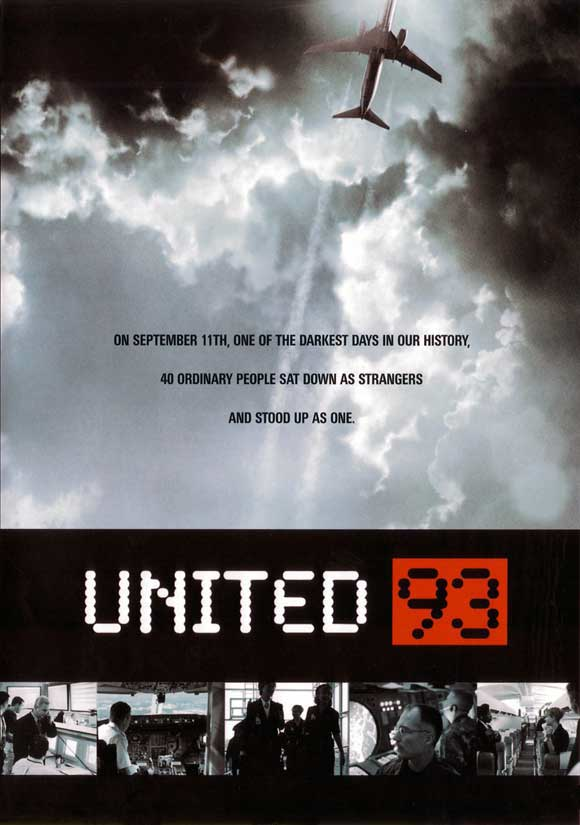 ON SEPTEMBER 11TH, ONE OF THE DARKEST DAYS IN OUR HISTORY,
40 ORDINARY PEOPLE SAT DOWN AS STRANGERS
AND STOOD UP AS ONE.
UNITED 93